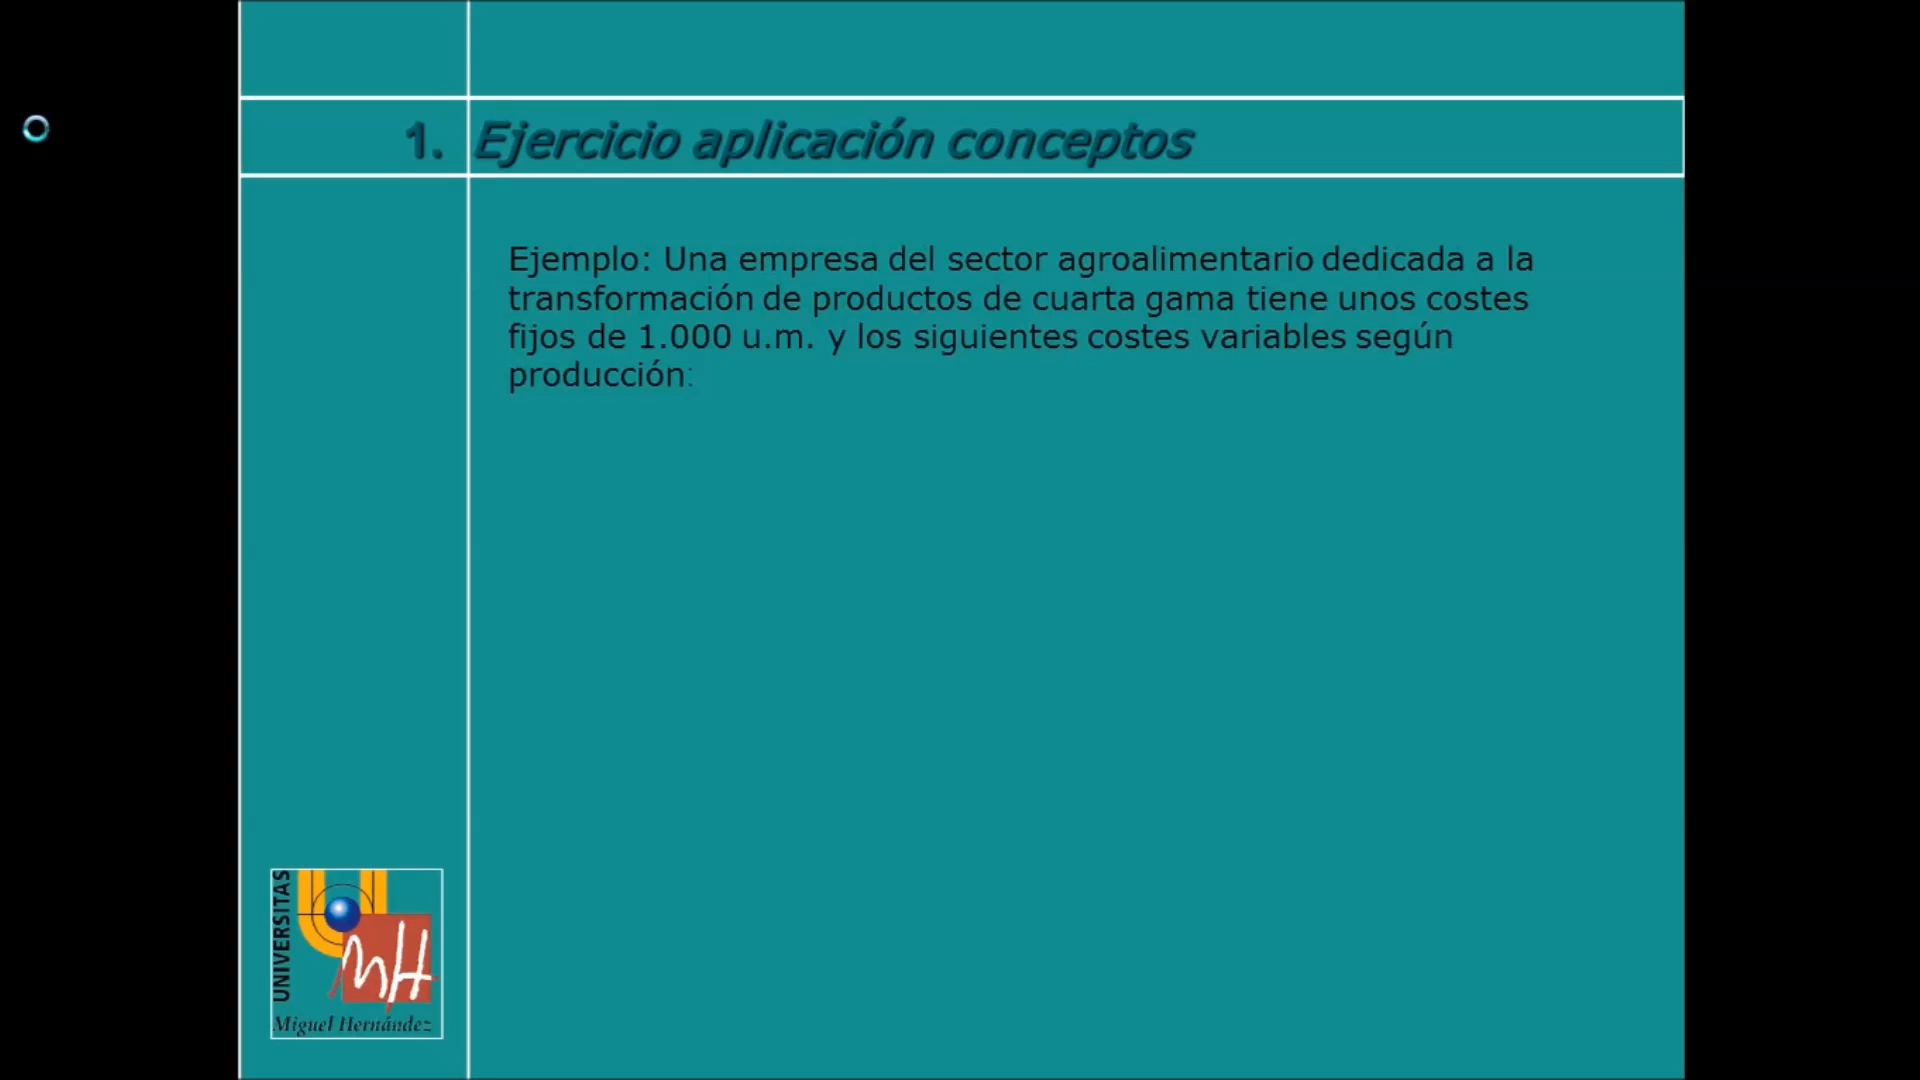 1. Ejercicio aplicación conceptos
Ejemplo: Una empresa del sector agroalimentario dedicada a la
transformación de productos de cuarta gama tiene unos costes
fijos de 1.000 u.m. y los siguientes costes variables según
producción:
UNIVERSITAS
MH
Miguel Hernández